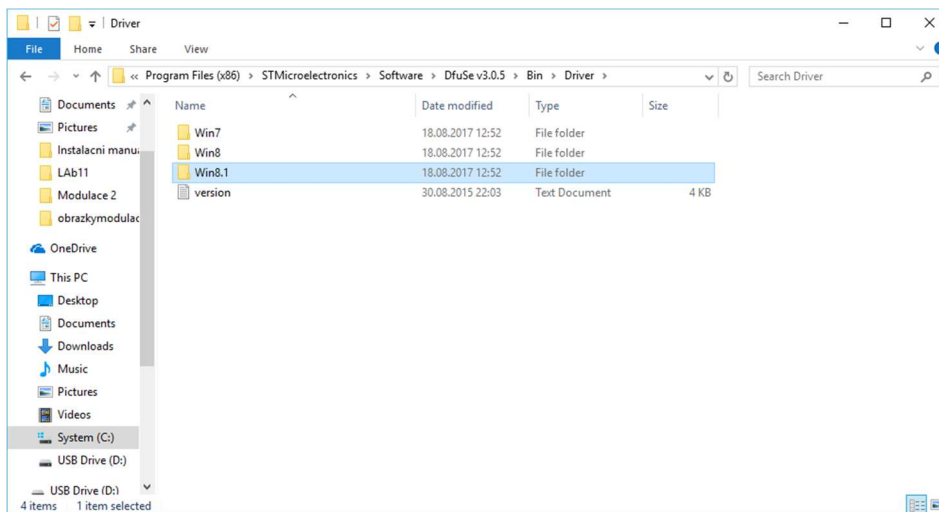 Driver
File Home Share View
« Program Files (x86) › STMicroelectronics › Software › DfuSe v3.0.5 › Bin › Driver › Search Driver
Documents
Pictures
Instalacni manu
LAb11
Modulace 2
obrazkymodulac
OneDrive
This PC
Desktop
Documents
Downloads
Music
Pictures
Videos
System (C:)
USB Drive (D:)
USB Drive (D:)
Name Date modified Type Size
Win7 18.08.2017 12:52 File folder
Win8 18.08.2017 12:52 File folder
Win8.1 18.08.2017 12:52 File folder
version 30.08.2015 22:03 Text Document 4 KB
4 items 1 item selected